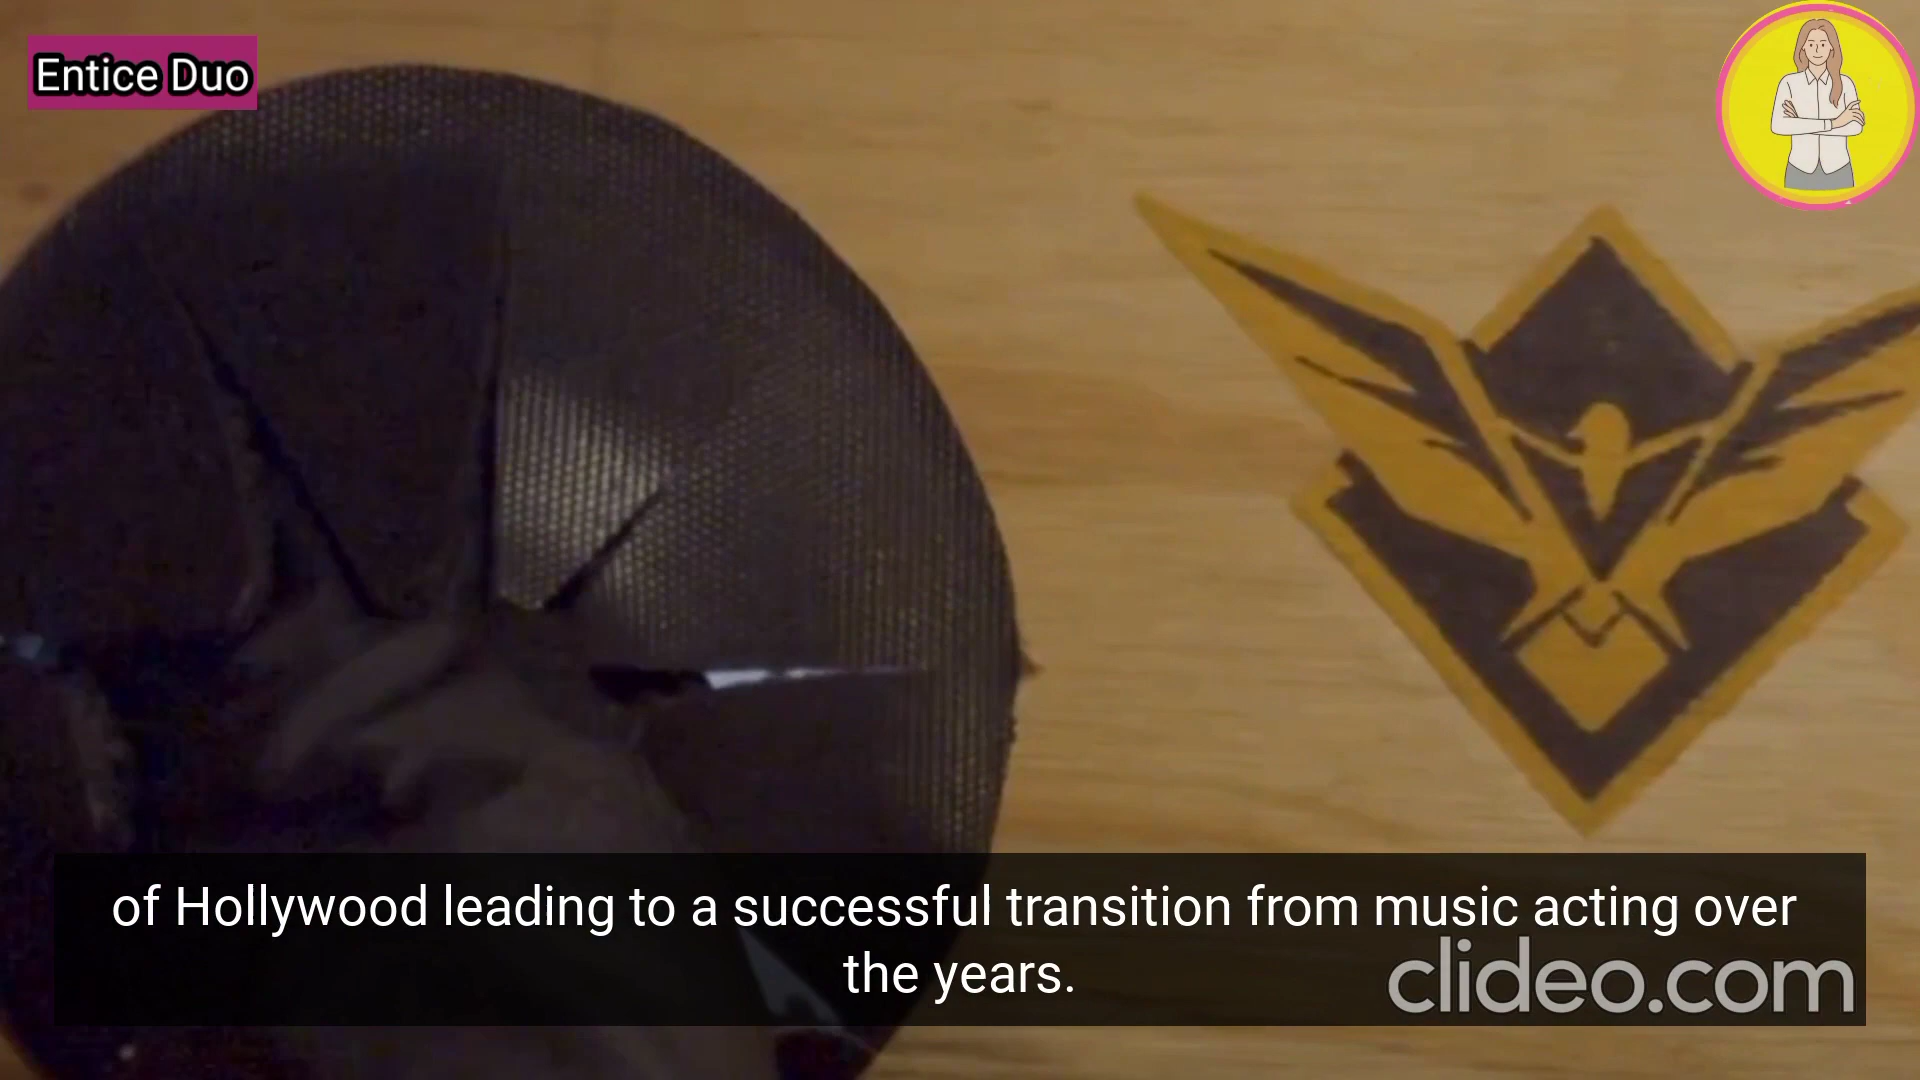 Entice Duo
of Hollywood leading to a successful transition from music acting over
the years.
clideo.com